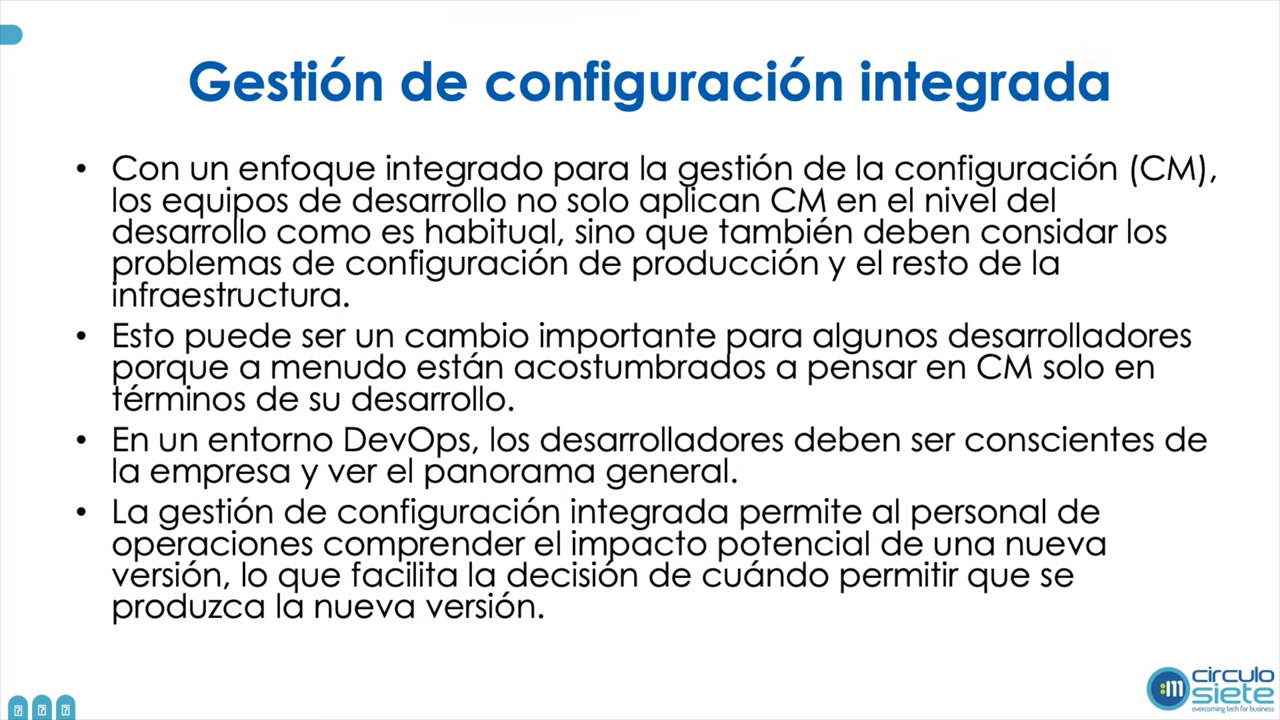 Gestión de configuración integrada
• Con un enfoque integrado para la gestión de la configuración (CM),
los equipos de desarrollo no solo aplican CM en el nivel del
desarrollo como es habitual, sino que también deben considar los
problemas de configuración de producción y el resto de la
infraestructura.
• Esto puede ser un cambio importante para algunos desarrolladores
porque a menudo están acostumbrados a pensar en CM solo en
términos de su desarrollo.
• En un entorno DevOps, los desarrolladores deben ser conscientes de
la empresa y ver el panorama general.
• La gestión de configuración integrada permite al personal de
operaciones comprender el impacto potencial de una nueva
versión, lo que facilita la decisión de cuándo permitir que se
produzca la nueva versión.
:m
circulo
siete
overcoming tech for business